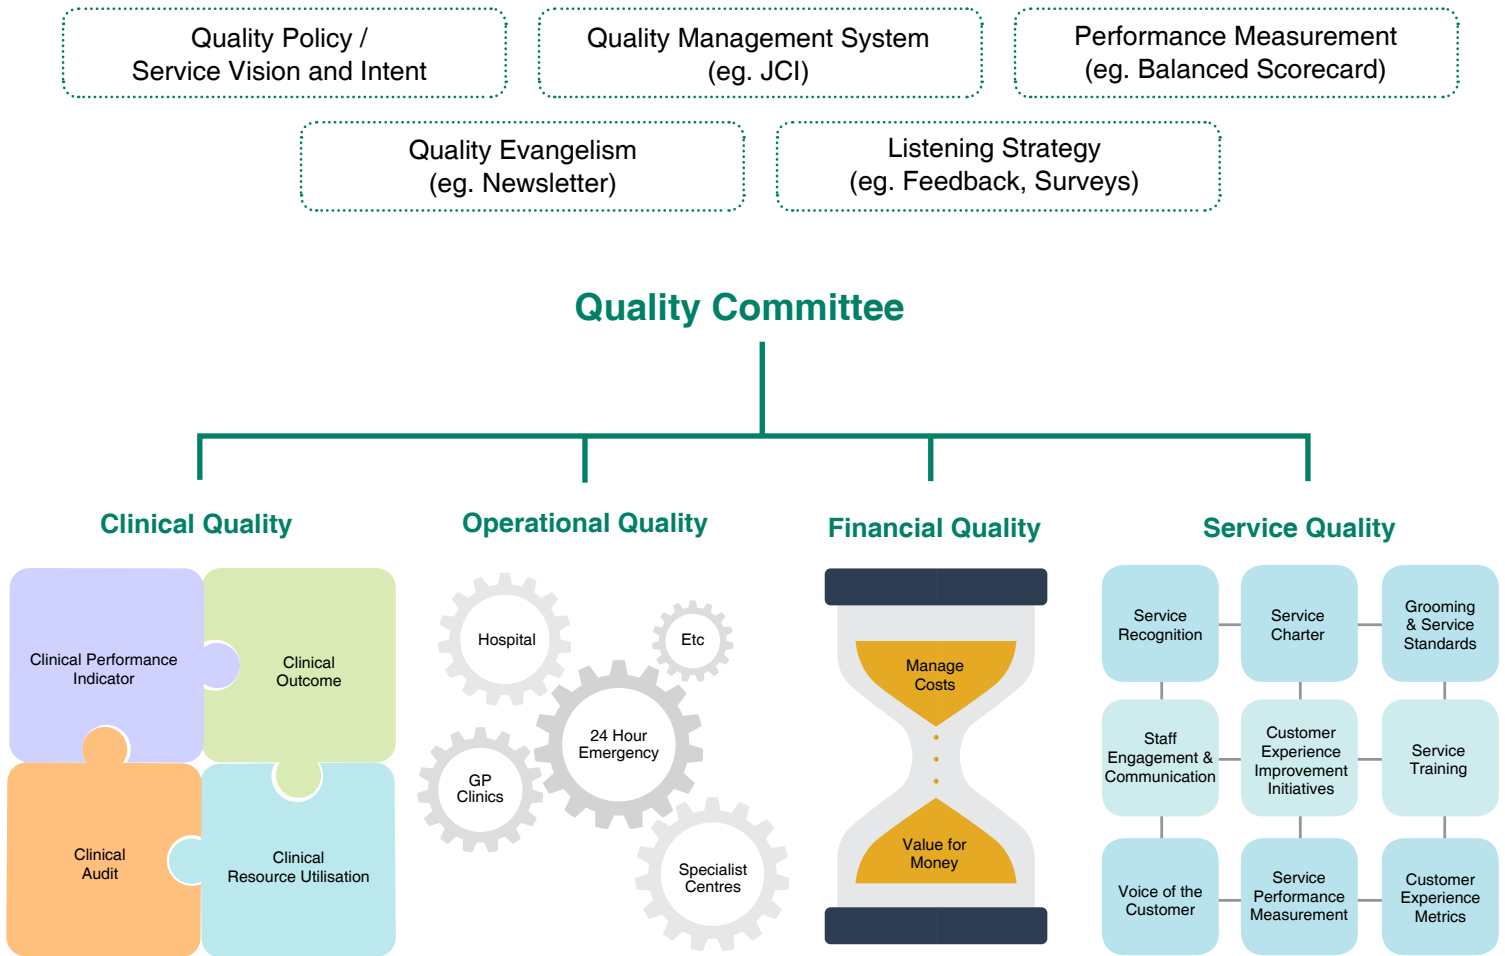 Quality Policy /
Service Vision and Intent
Quality Management System
(eg. JCI)
Performance Measurement
(eg. Balanced Scorecard)
Quality Evangelism
(eg. Newsletter)
Listening Strategy
(eg. Feedback, Surveys)
Quality Committee
Clinical Quality
Clinical Performance
Indicator
Clinical
Outcome
Clinical
Audit
Clinical
Resource Utilisation
Operational Quality
Hospital
Etc
24 Hour
Emergency
GP
Clinics
Specialist
Centres
Financial Quality
Manage
Costs
Value for
Money
Service Quality
Service
Recognition
Service
Charter
Grooming
& Service
Standards
Staff
Engagement &
Communication
Customer
Experience
Improvement
Initiatives
Service
Training
Voice of the
Customer
Service
Performance
Measurement
Customer
Experience
Metrics